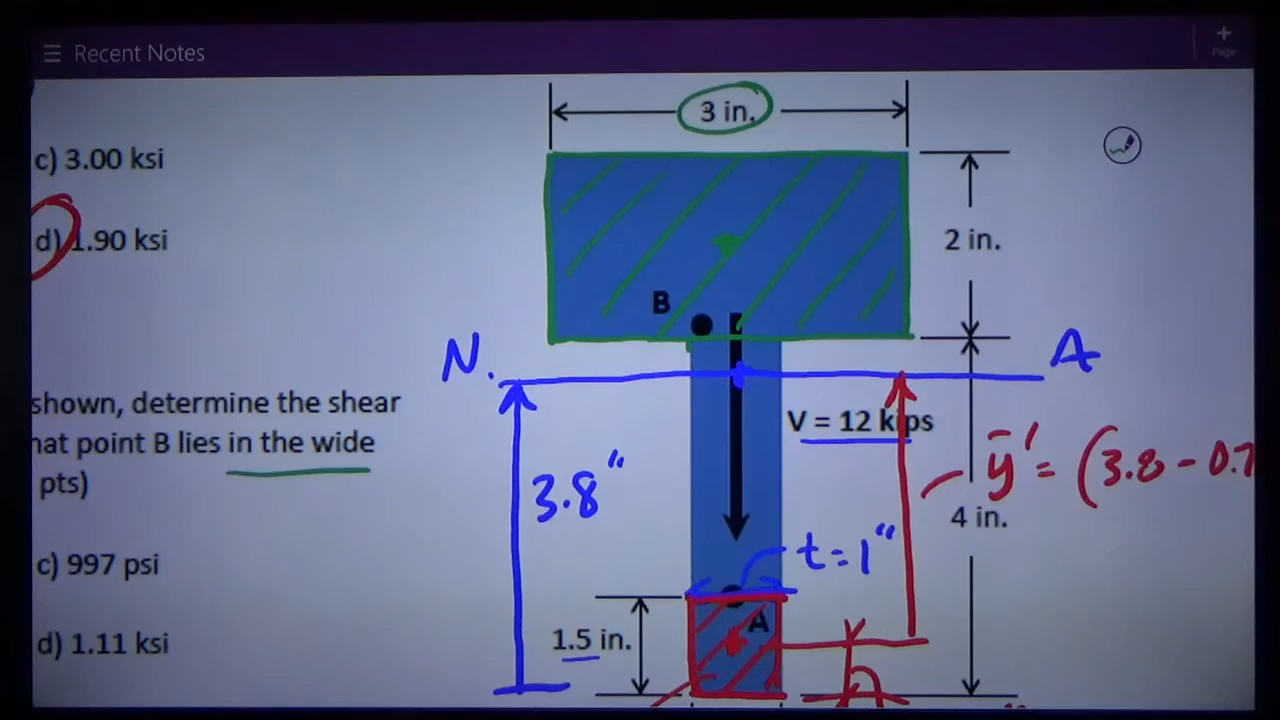 Recent Notes
Page
3 in.
c) 3.00 ksi
d) 1.90 ksi
2 in.
B
N.
A
shown, determine the shear
hat point B lies in the wide
pts)
V = 12 kips
3.8"
ȳ' = (3.8 - 0.7
4 in.
t = 1"
c) 997 psi
A
1.5 in.
d) 1.11 ksi